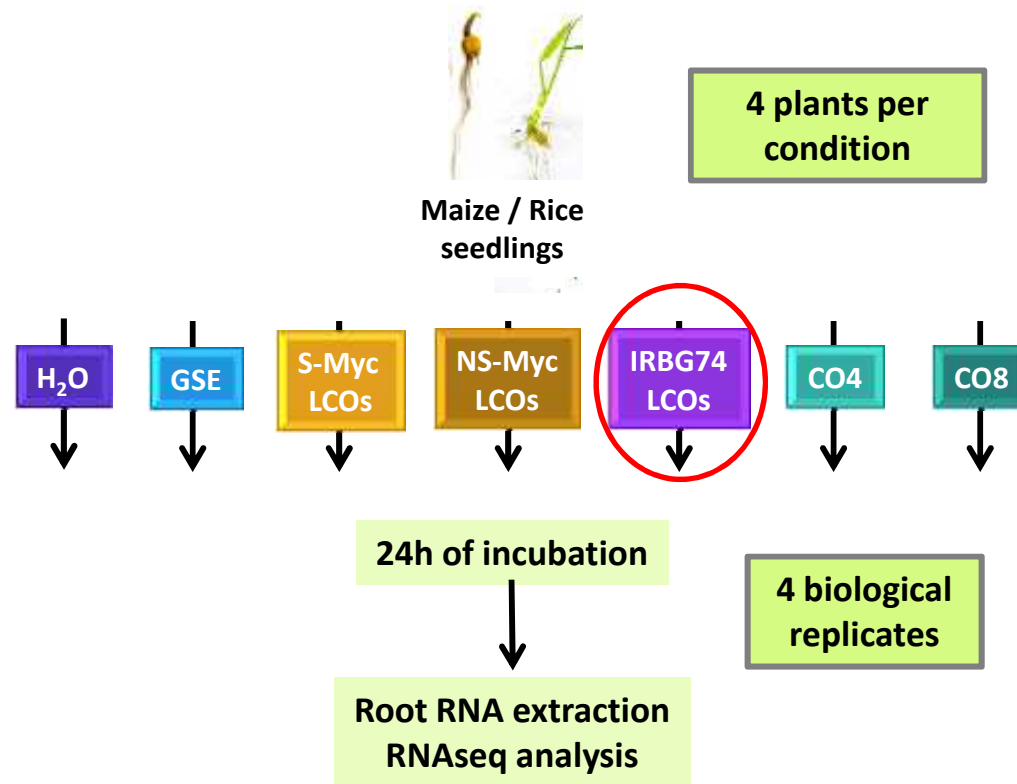 4 plants per
condition
Maize / Rice
seedlings
H₂O
GSE
S-Myc
LCOs
NS-Myc
LCOs
IRBG74
LCOs
CO4
CO8
24h of incubation
4 biological
replicates
Root RNA extraction
RNAseq analysis